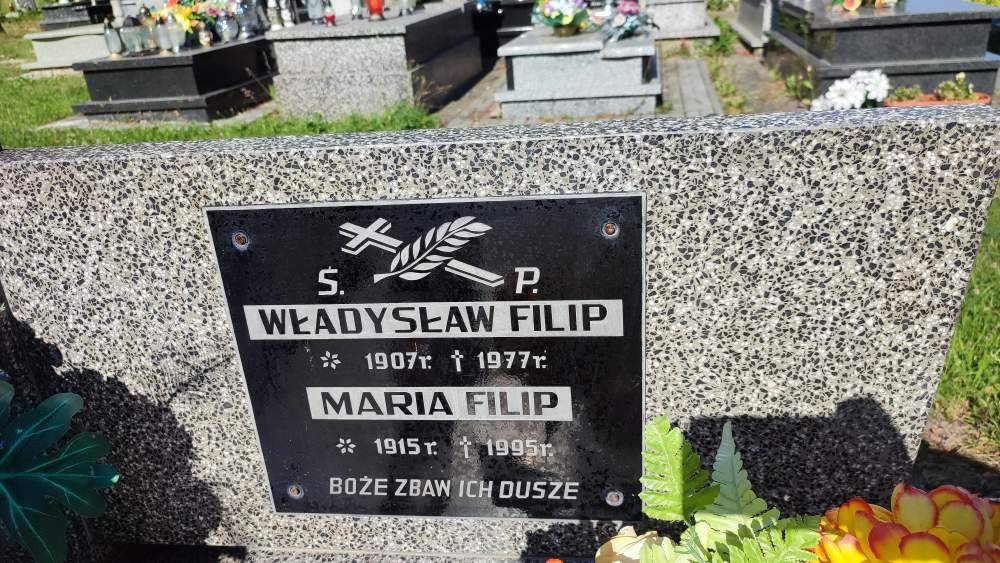 Ś. P.
WŁADYSŁAW FILIP
* 1907r. † 1977r.
MARIA FILIP
* 1915r. † 1995r.
BOŻE ZBAW ICH DUSZE